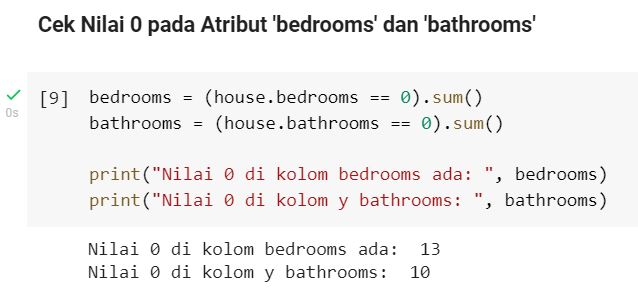 Cek Nilai 0 pada Atribut 'bedrooms' dan 'bathrooms'
[9] bedrooms = (house.bedrooms == 0).sum()
0s
bathrooms = (house.bathrooms == 0).sum()
print("Nilai 0 di kolom bedrooms ada: ", bedrooms)
print("Nilai 0 di kolom y bathrooms: ", bathrooms)
Nilai 0 di kolom bedrooms ada:  13
Nilai 0 di kolom y bathrooms:  10